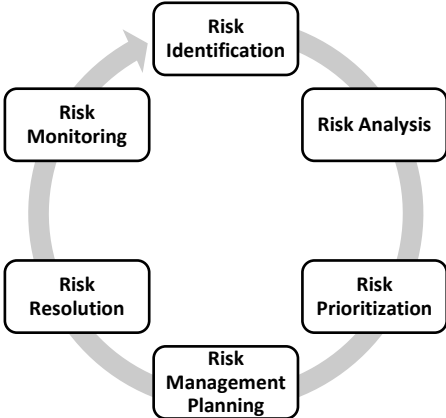 Risk
Identification
Risk Analysis
Risk
Prioritization
Risk
Management
Planning
Risk
Resolution
Risk
Monitoring